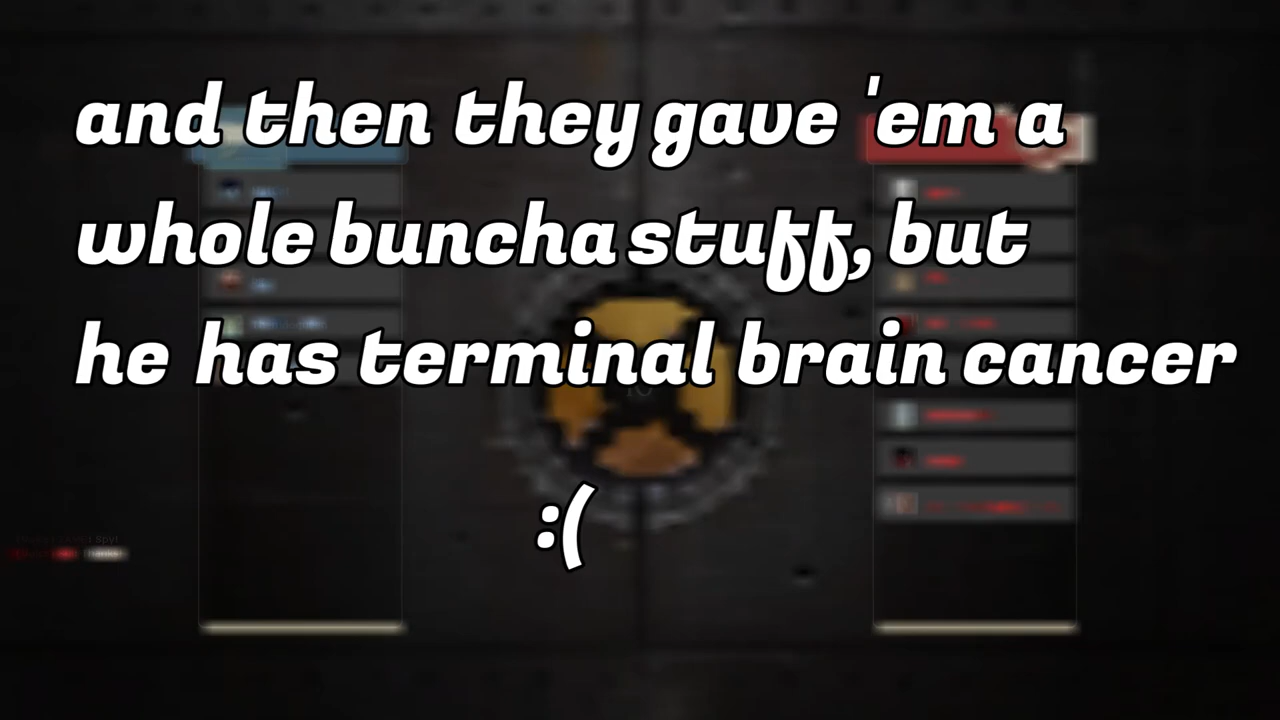 and then they gave 'em a
whole buncha stuff, but
he has terminal brain cancer
:(